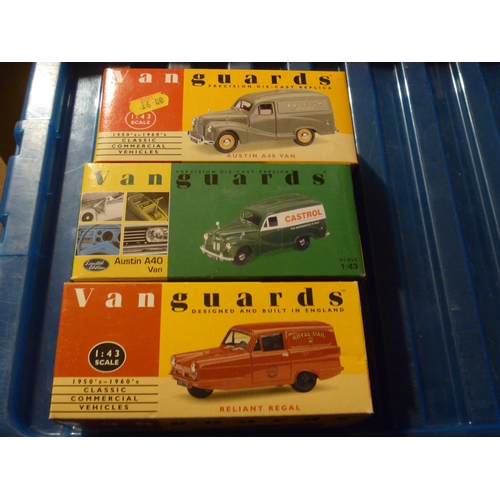 Vanguards
PRECISION DIE-CAST REPLICA
£6.00
1:43
SCALE
1950's-1960's
CLASSIC
COMMERCIAL
VEHICLES
AUSTIN A40 VAN
Vanguards
PRECISION DIE-CAST REPLICA
CASTROL
Limited Edition
Austin A40
Van
SCALE
1:43
Vanguards
DESIGNED AND BUILT IN ENGLAND
1:43
SCALE
ROYAL MAIL
1950's-1960's
CLASSIC
COMMERCIAL
VEHICLES
RELIANT REGAL